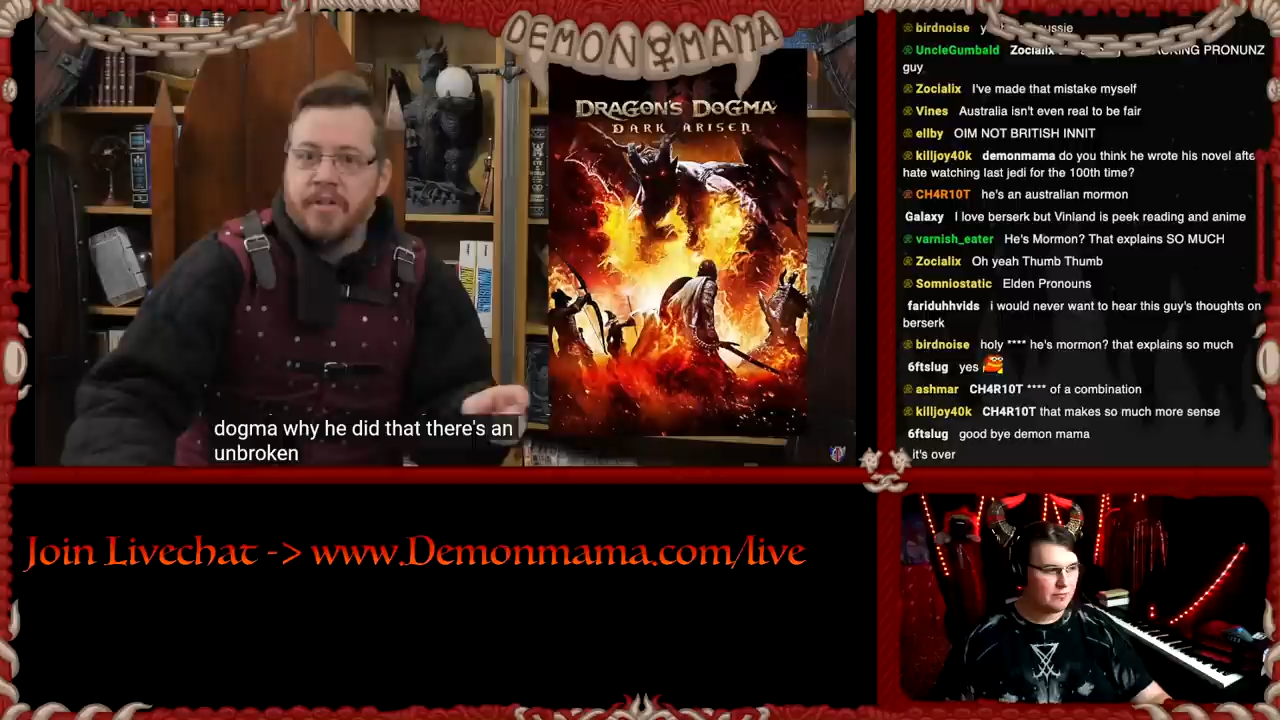 DEMON MAMA
DRAGON'S DOGMA
DARK ARISEN
dogma why he did that there's an
unbroken
birdnoise
UncleGumbald Zocialix PRONUNZ
guy
Zocialix I've made that mistake myself
Vines Australia isn't even real to be fair
ellby OIM NOT BRITISH INNIT
killjoy40k demonmama do you think he wrote his novel afte
hate watching last jedi for the 100th time?
CH4R10T he's an australian mormon
Galaxy I love berserk but Vinland is peek reading and anime
varnish_eater He's Mormon? That explains SO MUCH
Zocialix Oh yeah Thumb Thumb
Somniostatic Elden Pronouns
fariduhhvids i would never want to hear this guy's thoughts on
berserk
birdnoise holy **** he's mormon? that explains so much
6ftslug yes
ashmar CH4R10T **** of a combination
killjoy40k CH4R10T that makes so much more sense
6ftslug good bye demon mama
it's over
Join Livechat -> www.Demonmama.com/live